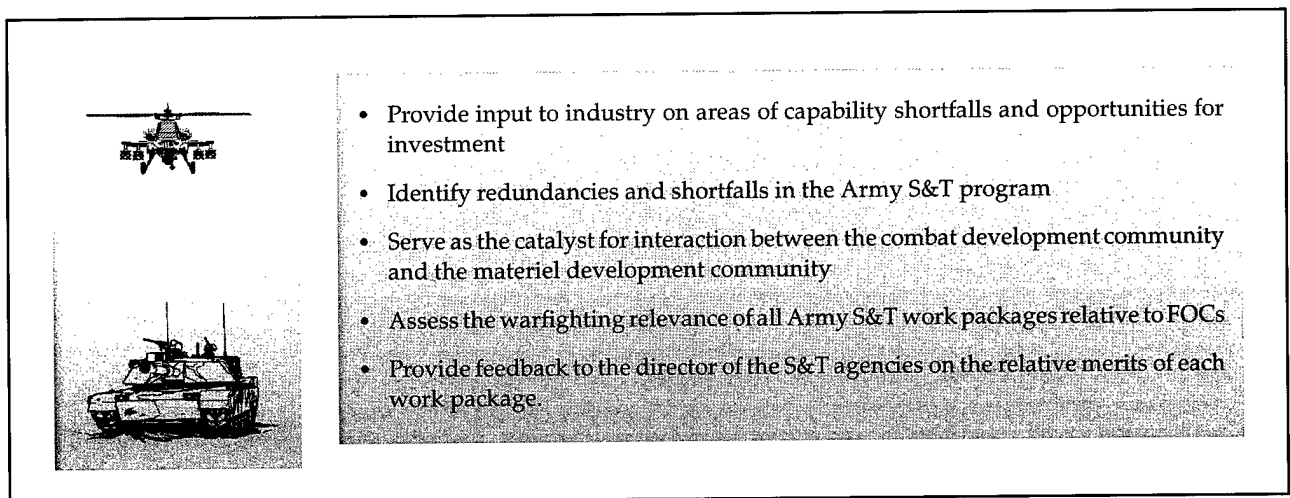 • Provide input to industry on areas of capability shortfalls and opportunities for
investment
• Identify redundancies and shortfalls in the Army S&T program
• Serve as the catalyst for interaction between the combat development community
and the materiel development community
• Assess the warfighting relevance of all Army S&T work packages relative to FOCs
• Provide feedback to the director of the S&T agencies on the relative merits of each
work package.